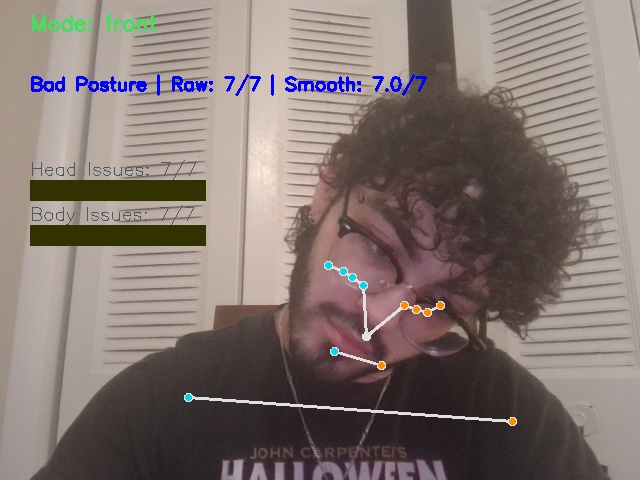 Mode: front
Bad Posture | Raw: 7/7 | Smooth: 7.0/7
Head Issues: 7/7
Body Issues: 7/7
JOHN CARPENTER'S
HALLOWEEN